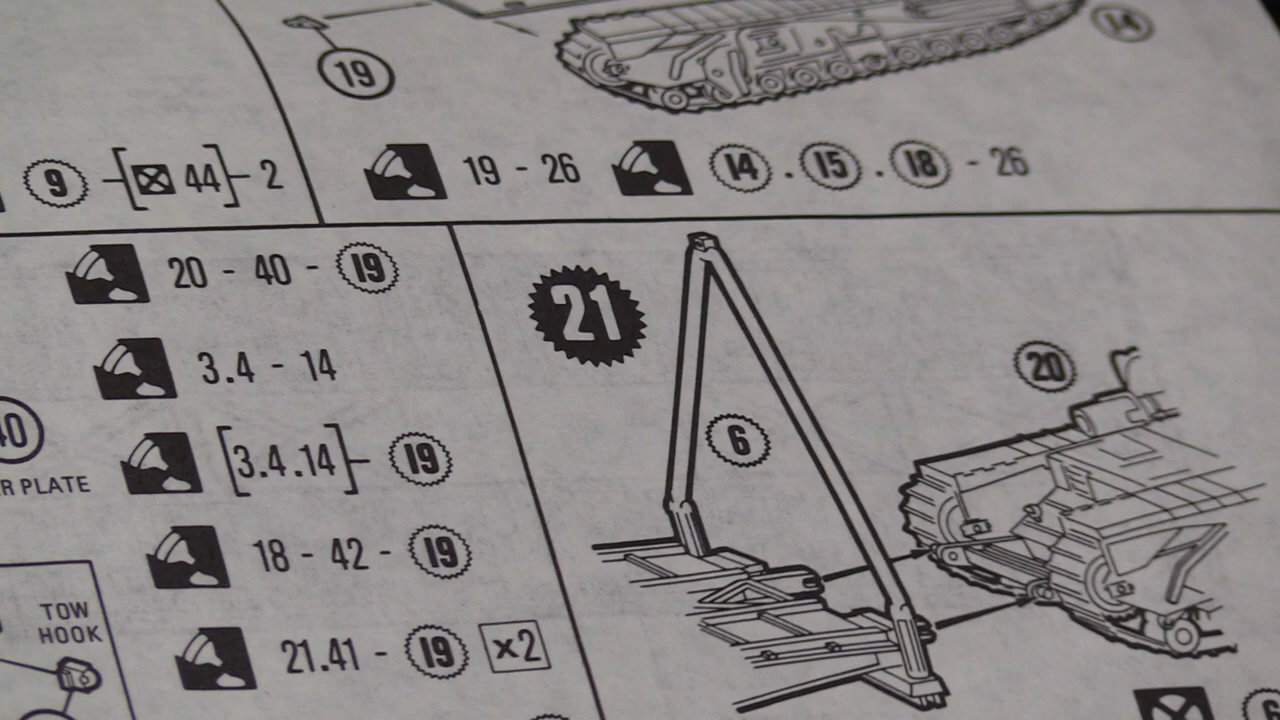 19
14
9 -[44]- 2
19 - 26
14 . 15 . 18 - 26
20 - 40 - 19
3.4 - 14
[3.4.14]- 19
18 - 42 - 19
21.41 - 19 x2
PLATE
TOW
HOOK
21
6
20